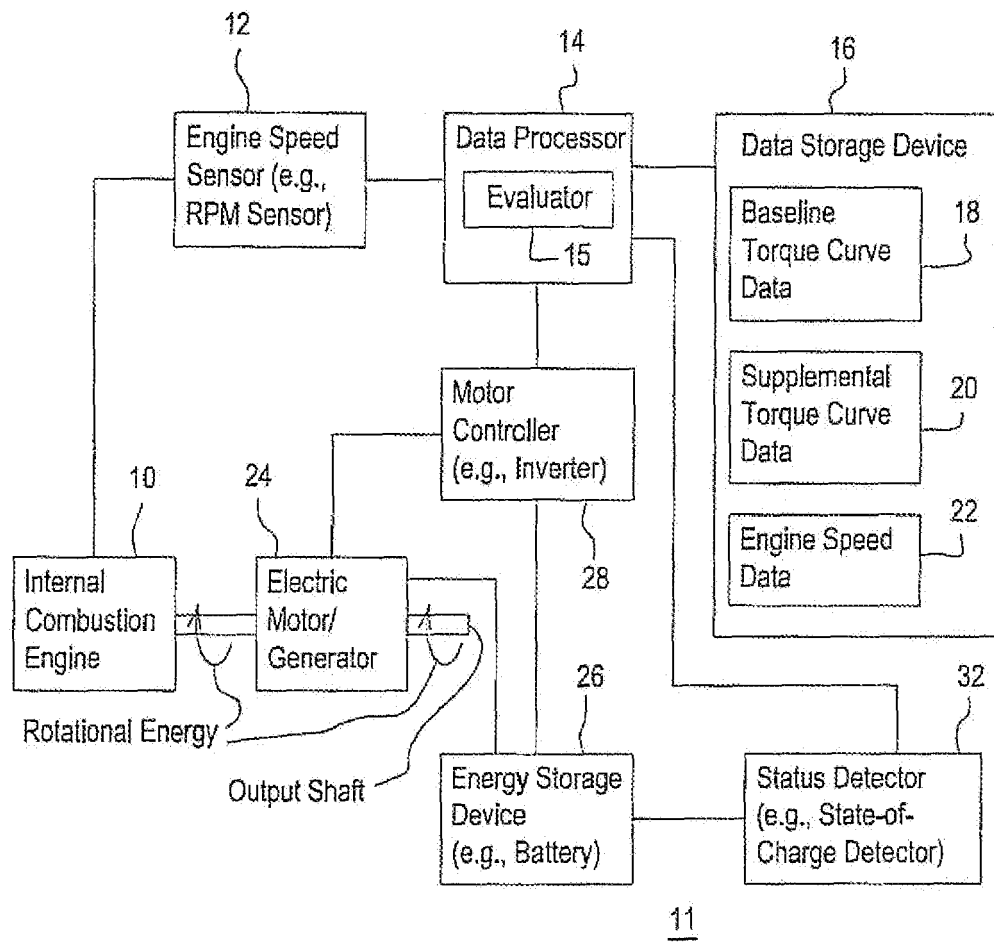 12
14
16
Engine Speed
Sensor (e.g.,
RPM Sensor)
Data Processor
Evaluator
15
Data Storage Device
Baseline
Torque Curve
Data
18
Supplemental
Torque Curve
Data
20
Engine Speed
Data
22
Motor
Controller
(e.g., Inverter)
28
10
24
Internal
Combustion
Engine
Electric
Motor/
Generator
Rotational Energy
Output Shaft
26
32
Energy Storage
Device
(e.g., Battery)
Status Detector
(e.g., State-of-
Charge Detector)
11